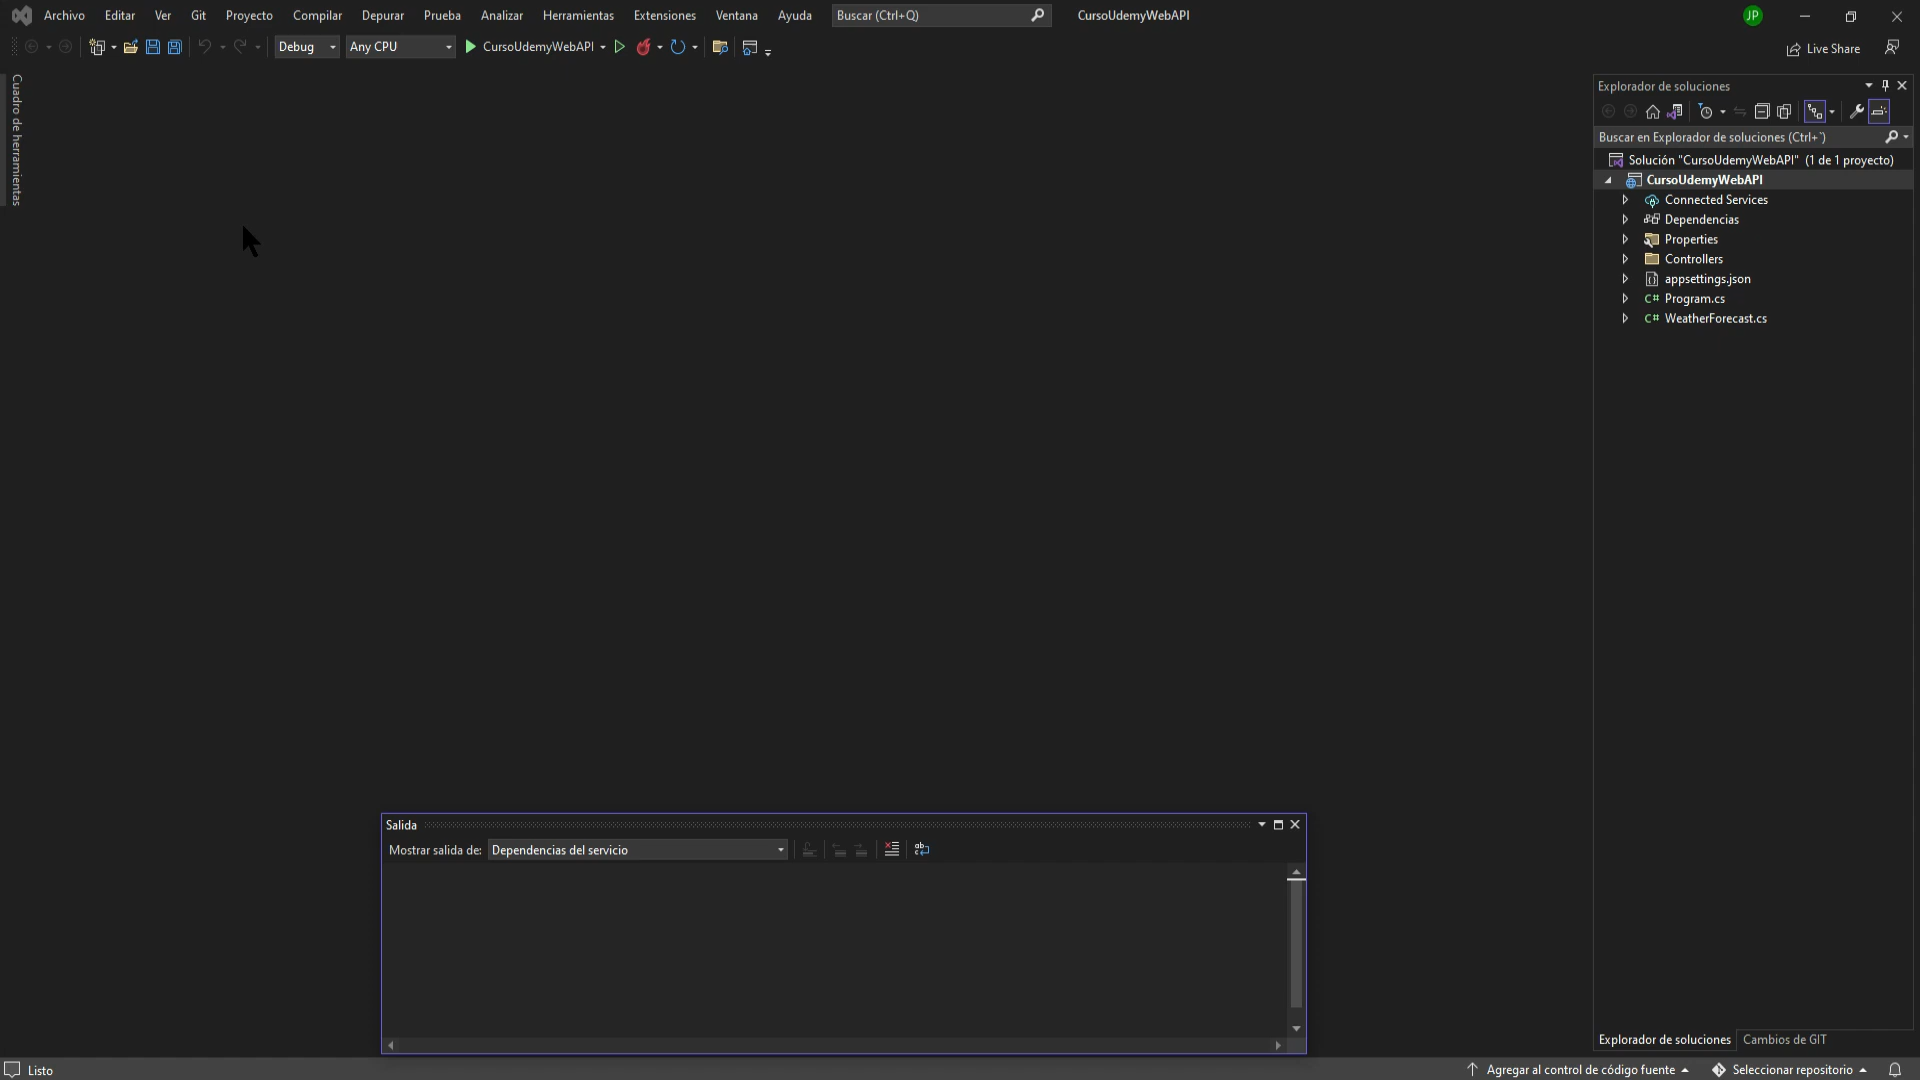 Archivo Editar Ver Git Proyecto Compilar Depurar Prueba Analizar Herramientas Extensiones Ventana Ayuda Buscar (Ctrl+Q) CursoUdemyWebAPI JP
Debug Any CPU CursoUdemyWebAPI Live Share
Cuadro de herramientas
Explorador de soluciones
Buscar en Explorador de soluciones (Ctrl+`)
Solución "CursoUdemyWebAPI" (1 de 1 proyecto)
CursoUdemyWebAPI
Connected Services
Dependencias
Properties
Controllers
appsettings.json
C# Program.cs
C# WeatherForecast.cs
Salida
Mostrar salida de: Dependencias del servicio
Explorador de soluciones Cambios de GIT
Listo Agregar al control de código fuente Seleccionar repositorio